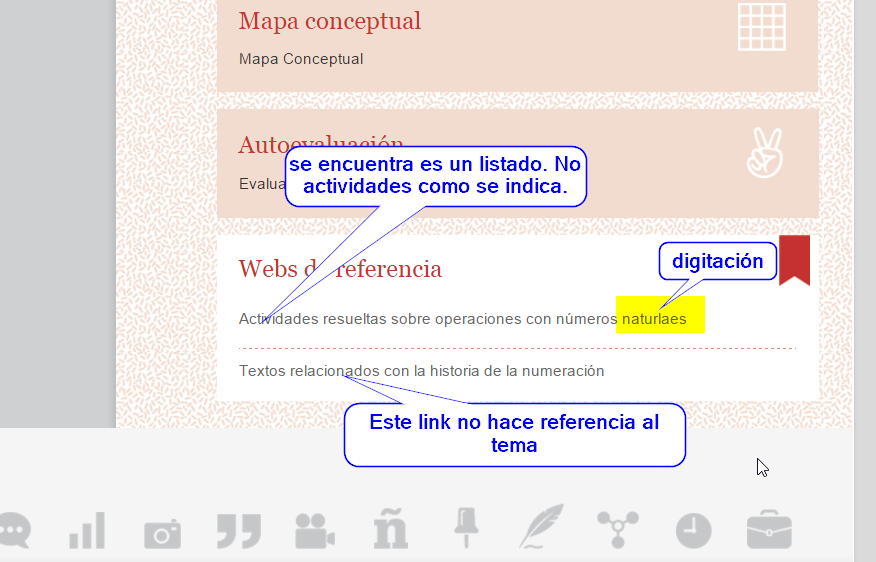 Mapa conceptual
Mapa Conceptual
Autoevaluación
Evalua
se encuentra es un listado. No
actividades como se indica.
Webs de referencia
digitación
Actividades resueltas sobre operaciones con números naturlaes
Textos relacionados con la historia de la numeración
Este link no hace referencia al
tema
ñ